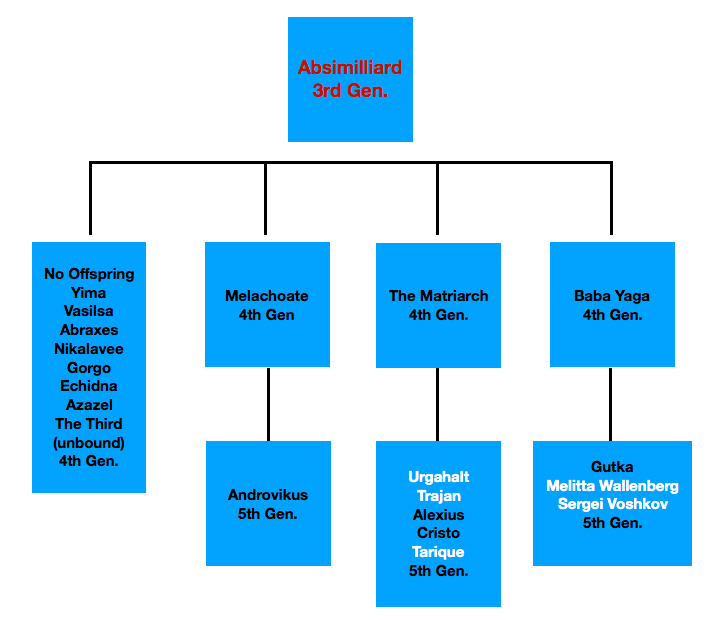 Absimilliard
3rd Gen.
No Offspring
Yima
Vasilsa
Abraxes
Nikalavee
Gorgo
Echidna
Azazel
The Third
(unbound)
4th Gen.
Melachoate
4th Gen
The Matriarch
4th Gen.
Baba Yaga
4th Gen.
Androvikus
5th Gen.
Urgahalt
Trajan
Alexius
Cristo
Tarique
5th Gen.
Gutka
Melitta Wallenberg
Sergei Voshkov
5th Gen.